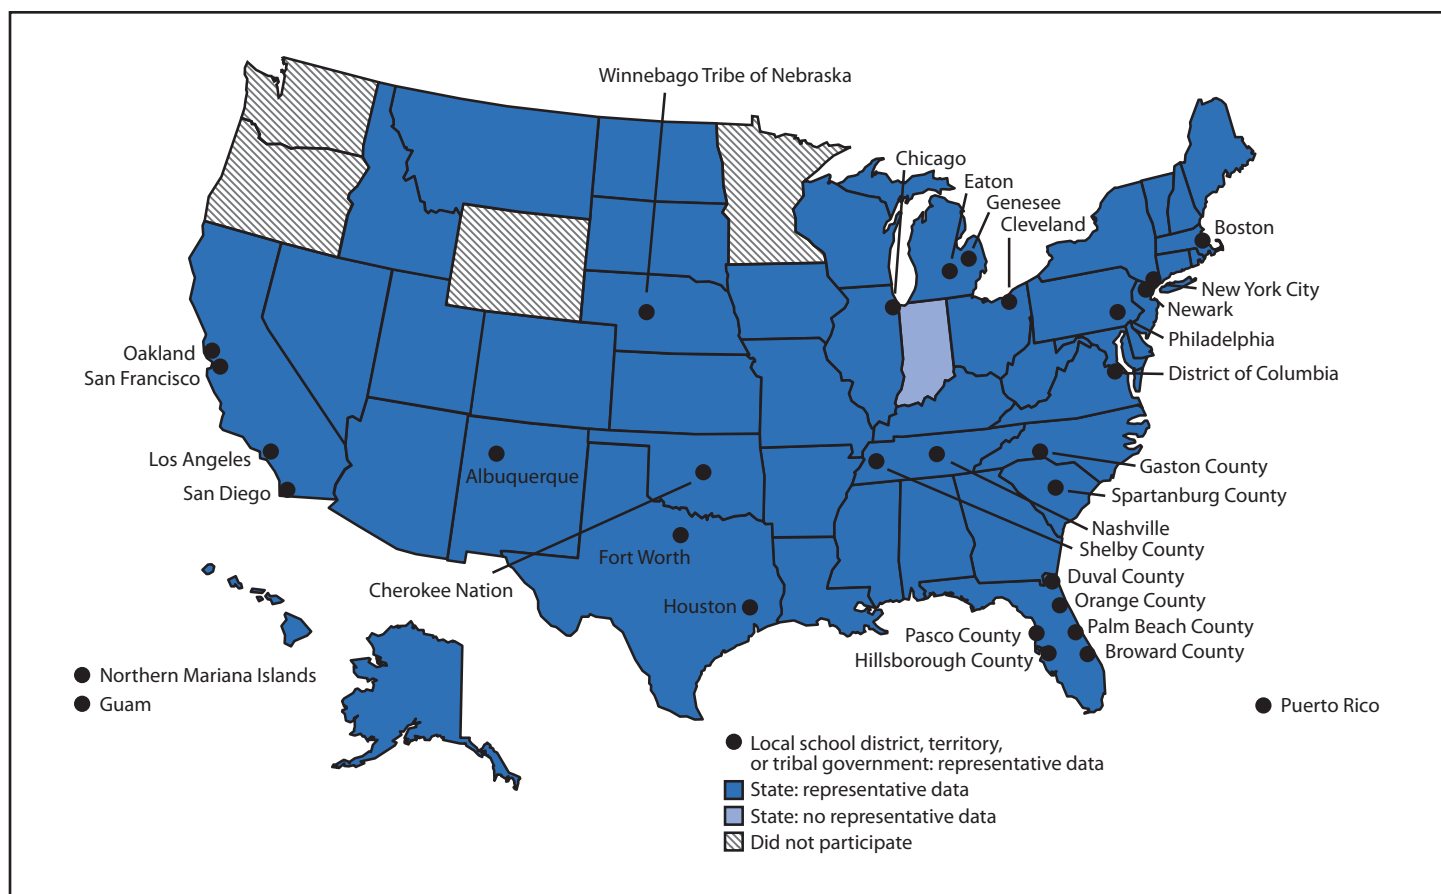 Winnebago Tribe of Nebraska
Chicago
Eaton
Genesee
Cleveland
Boston
New York City
Newark
Philadelphia
District of Columbia
Oakland
San Francisco
Los Angeles
San Diego
Albuquerque
Gaston County
Spartanburg County
Nashville
Shelby County
Fort Worth
Cherokee Nation
Houston
Duval County
Orange County
Palm Beach County
Pasco County
Broward County
Hillsborough County
Northern Mariana Islands
Guam
Puerto Rico
Local school district, territory,
or tribal government: representative data
State: representative data
State: no representative data
Did not participate